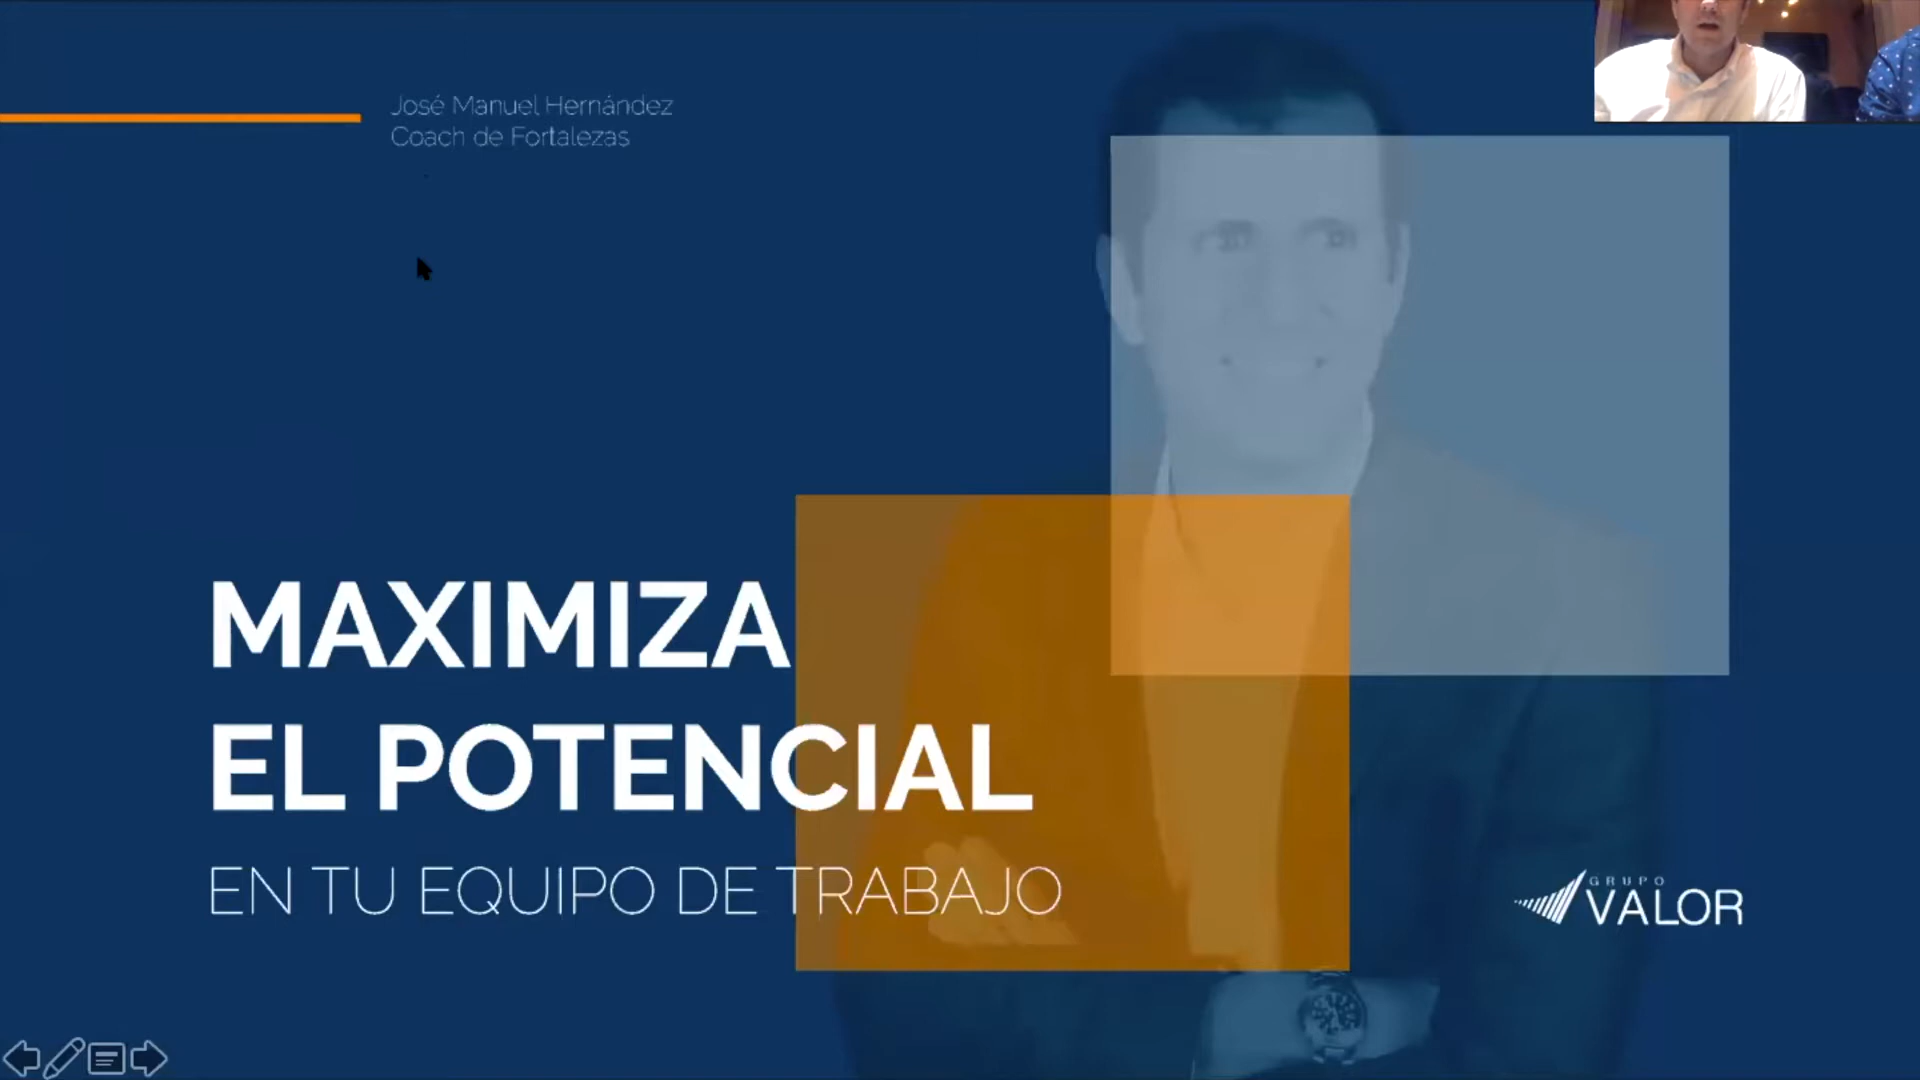 José Manuel Hernández
Coach de Fortalezas
MAXIMIZA
EL POTENCIAL
EN TU EQUIPO DE TRABAJO
GRUPO
VALOR